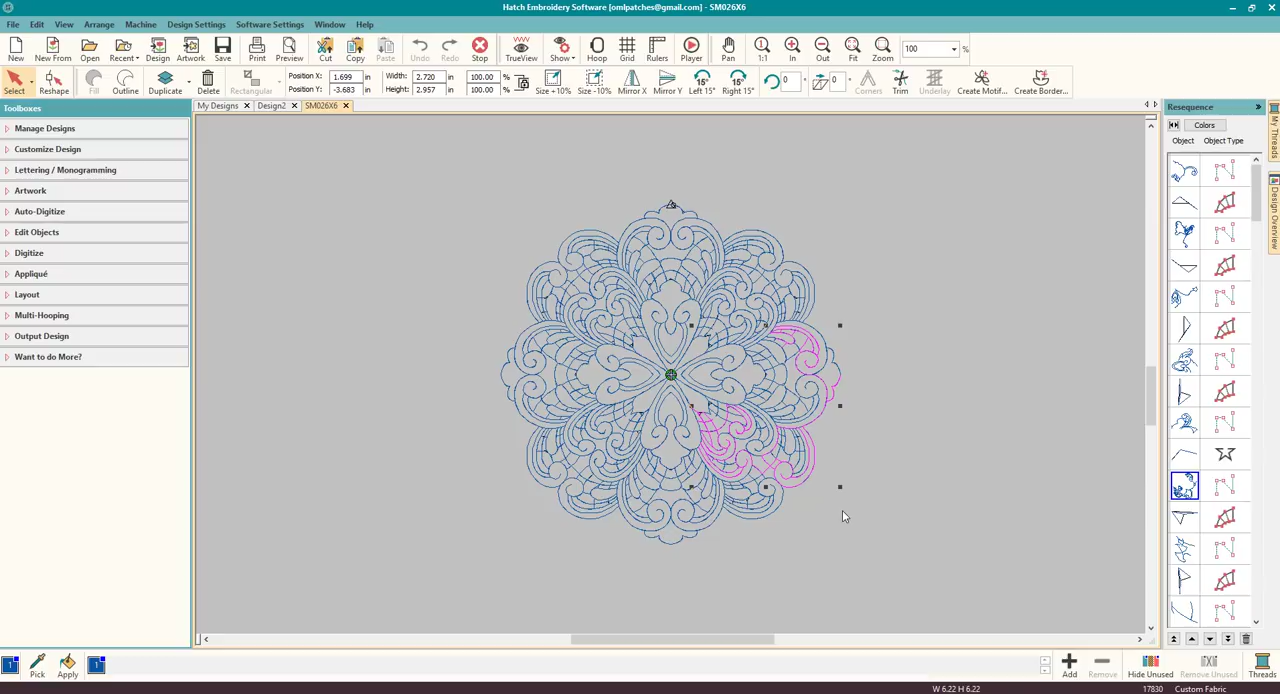 Hatch Embroidery Software [omlpatches@gmail.com] - SM026X6
File Edit View Arrange Machine Design Settings Software Settings Window Help
New New From Open Recent Design Artwork Save Print Preview Cut Copy Paste Undo Redo Stop TrueView Show Hoop Grid Rulers Player Pan 1:1 In Out Fit Zoom 100 %
Select Reshape Fill Outline Duplicate Delete Rectangular Position X: 1.699 in Width: 2.720 in 100.00 % Size +10% Size -10% Mirror X Mirror Y Left 15° Right 15° 0 0 Corners Trim Underlay Create Motif... Create Border...
Position Y: -3.683 in Height: 2.957 in 100.00 %
Toolboxes
My Designs Design2 SM026X6
Resequence
Colors
Object Object Type
My Threads
Design Overview
Manage Designs
Customize Design
Lettering / Monogramming
Artwork
Auto-Digitize
Edit Objects
Digitize
Appliqué
Layout
Multi-Hooping
Output Design
Want to do More?
1 Pick Apply 1 Add Remove Hide Unused Remove Unused Threads
W 6.22 H 6.22 17830 Custom Fabric